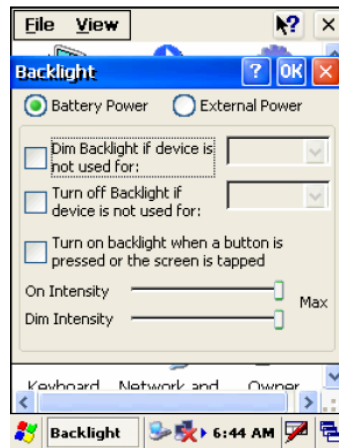 File View ? ×
Backlight ? OK ×
Battery Power External Power
Dim Backlight if device is
not used for:
Turn off Backlight if
device is not used for:
Turn on backlight when a button is
pressed or the screen is tapped
On Intensity
Max
Dim Intensity
Keyboard Network and Owner
Backlight 6:44 AM